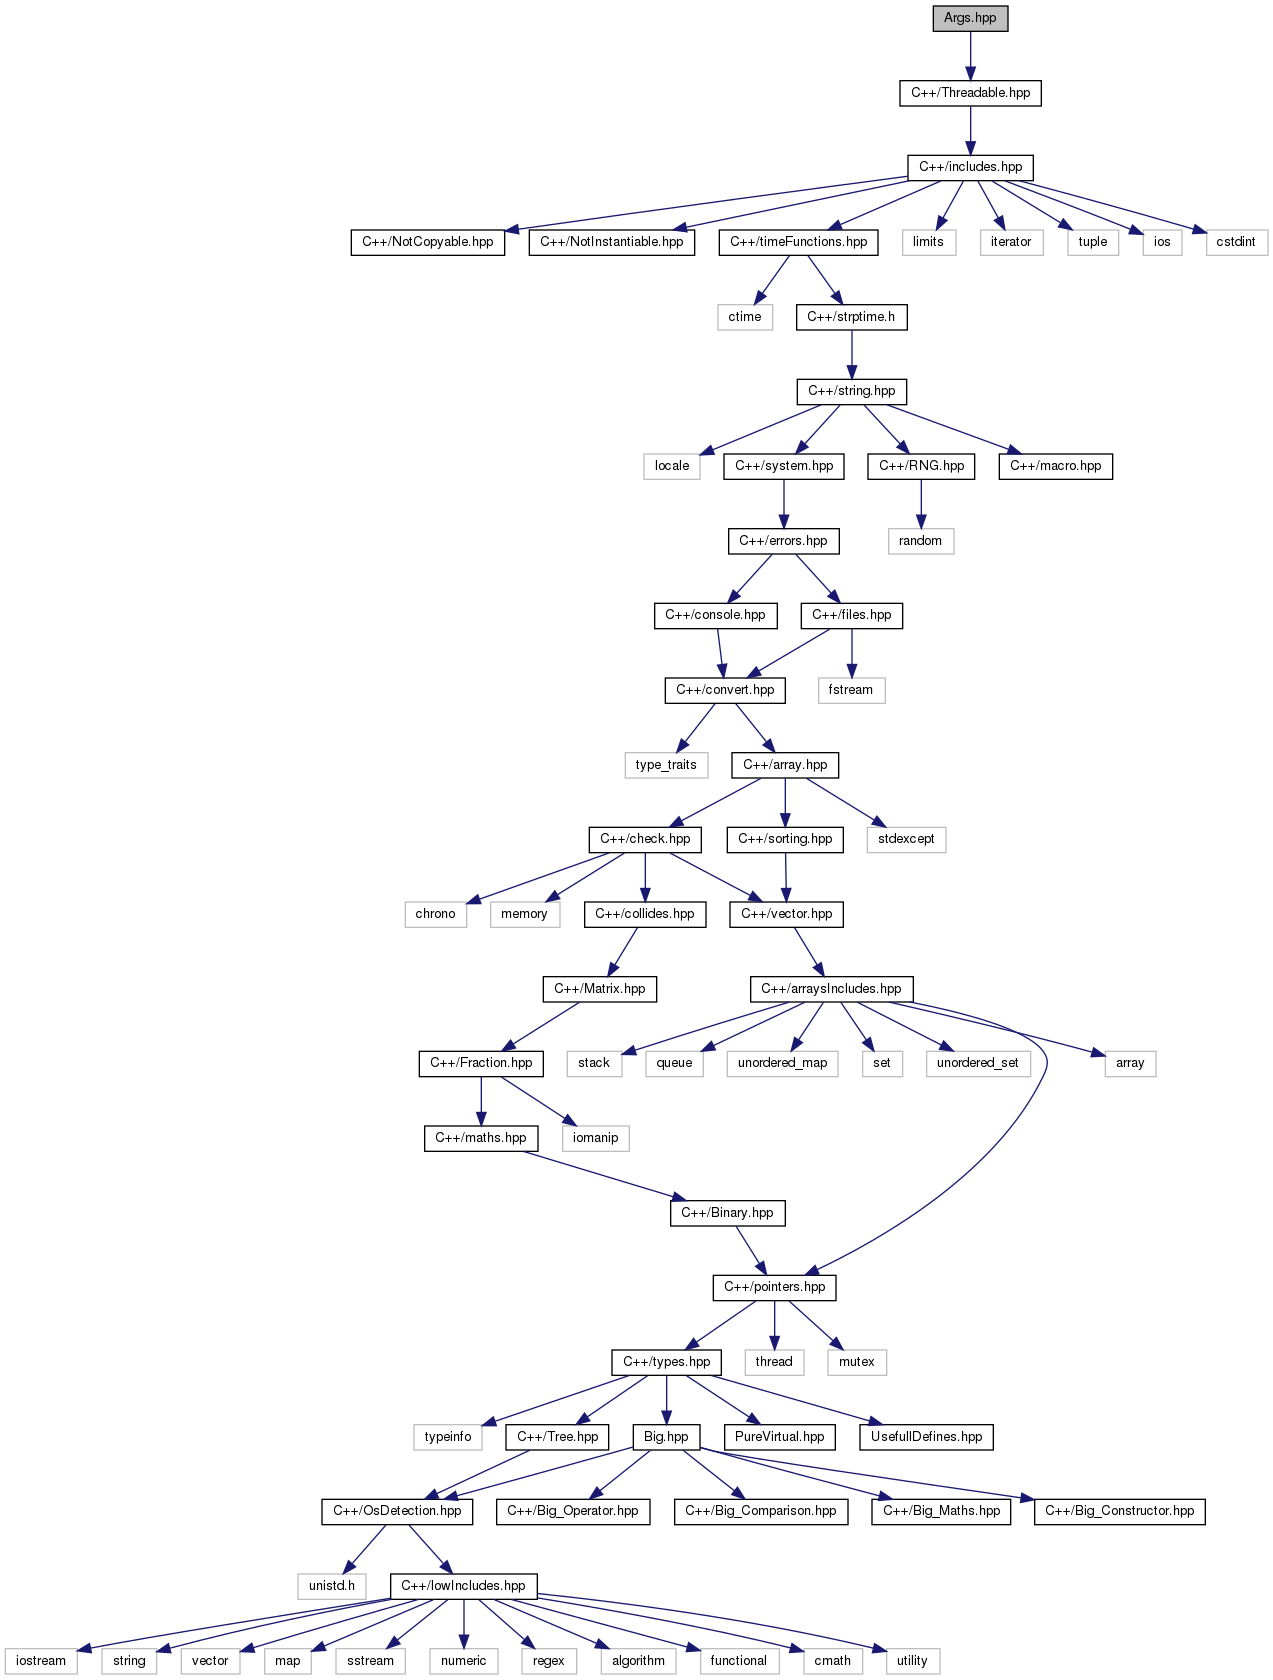 Args.hpp
C++/Threadable.hpp
C++/includes.hpp
C++/NotCopyable.hpp
C++/NotInstantiable.hpp
C++/timeFunctions.hpp
limits
iterator
tuple
ios
cstdint
ctime
C++/strptime.h
C++/string.hpp
locale
C++/system.hpp
C++/RNG.hpp
C++/macro.hpp
C++/errors.hpp
random
C++/console.hpp
C++/files.hpp
C++/convert.hpp
fstream
type_traits
C++/array.hpp
C++/check.hpp
C++/sorting.hpp
stdexcept
chrono
memory
C++/collides.hpp
C++/vector.hpp
C++/Matrix.hpp
C++/arraysIncludes.hpp
C++/Fraction.hpp
stack
queue
unordered_map
set
unordered_set
array
C++/maths.hpp
iomanip
C++/Binary.hpp
C++/pointers.hpp
C++/types.hpp
thread
mutex
typeinfo
C++/Tree.hpp
Big.hpp
PureVirtual.hpp
UsefullDefines.hpp
C++/OsDetection.hpp
C++/Big_Operator.hpp
C++/Big_Comparison.hpp
C++/Big_Maths.hpp
C++/Big_Constructor.hpp
unistd.h
C++/lowIncludes.hpp
iostream
string
vector
map
sstream
numeric
regex
algorithm
functional
cmath
utility